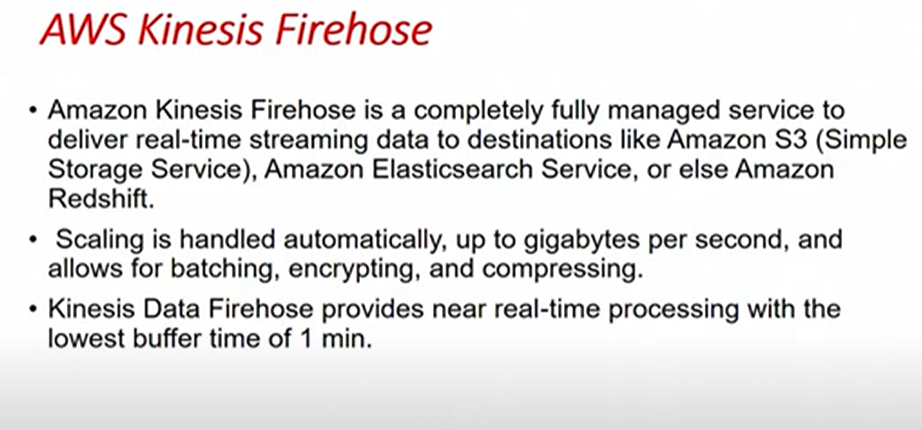 AWS Kinesis Firehose
• Amazon Kinesis Firehose is a completely fully managed service to
deliver real-time streaming data to destinations like Amazon S3 (Simple
Storage Service), Amazon Elasticsearch Service, or else Amazon
Redshift.
• Scaling is handled automatically, up to gigabytes per second, and
allows for batching, encrypting, and compressing.
• Kinesis Data Firehose provides near real-time processing with the
lowest buffer time of 1 min.